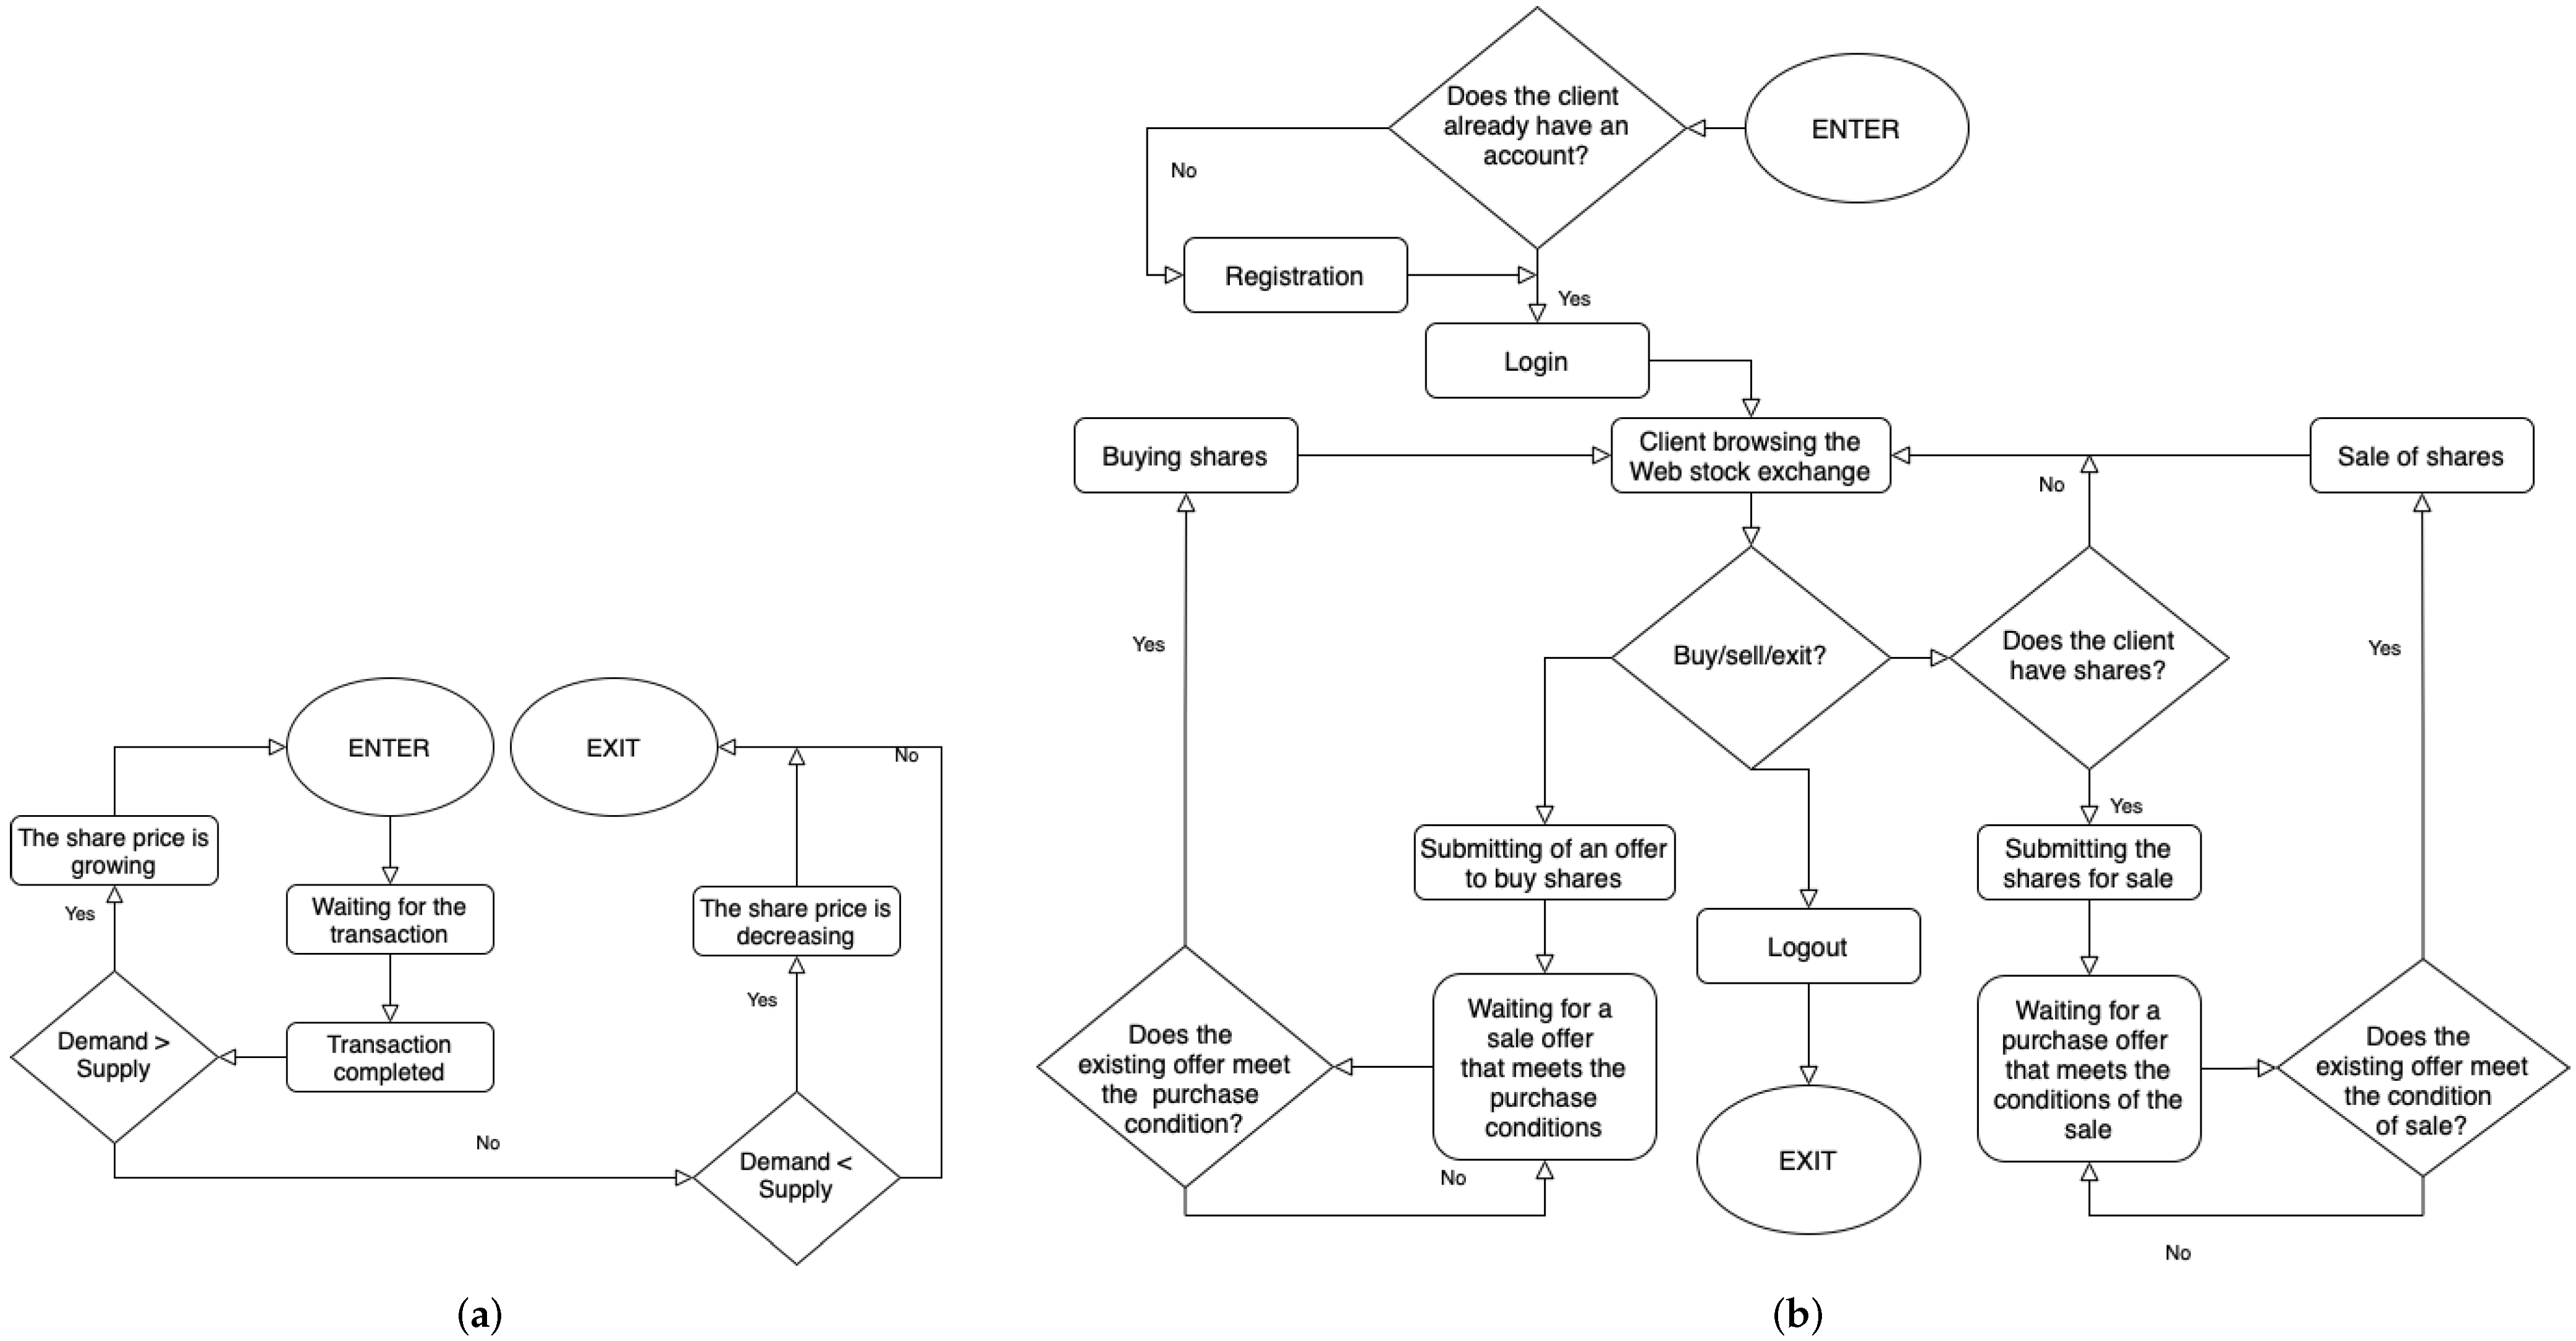 ENTER
EXIT
No
The share price is
growing
Yes
Waiting for the
transaction
The share price is
decreasing
Yes
Demand >
Supply
Transaction
completed
No
Demand <
Supply
(a)
Does the client
already have an
account?
ENTER
No
Registration
Yes
Login
Buying shares
Client browsing the
Web stock exchange
Sale of shares
No
Yes
Buy/sell/exit?
Does the client
have shares?
Yes
Yes
Submitting of an offer
to buy shares
Submitting the
shares for sale
Logout
Does the
existing offer meet
the purchase
condition?
Waiting for a
sale offer
that meets the
purchase
conditions
Waiting for a
purchase offer
that meets the
conditions of the
sale
Does the
existing offer meet
the condition
of sale?
No
EXIT
No
(b)